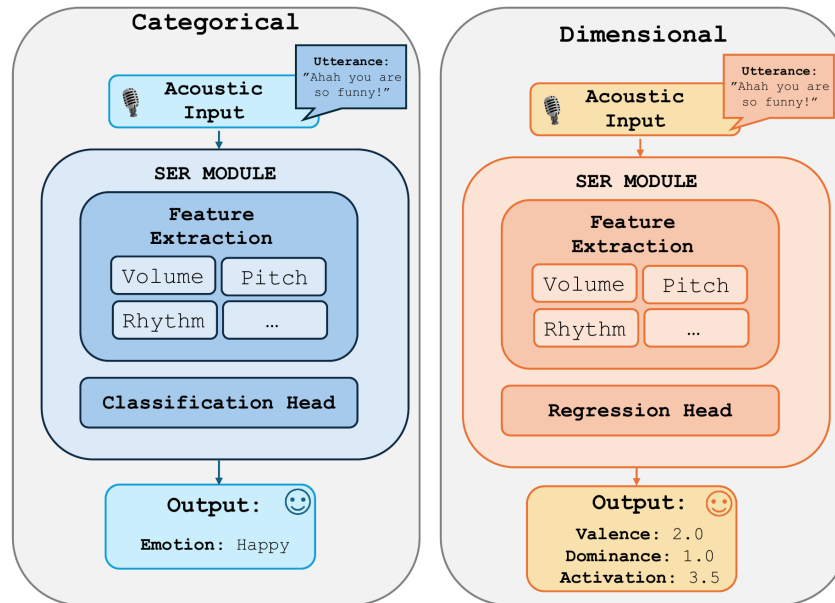 Categorical
Utterance:
”Ahah you are
so funny!”
Acoustic
Input
SER MODULE
Feature
Extraction
Volume
Pitch
Rhythm
…
Classification Head
Output:
Emotion: Happy
Dimensional
Utterance:
”Ahah you are
so funny!”
Acoustic
Input
SER MODULE
Feature
Extraction
Volume
Pitch
Rhythm
…
Regression Head
Output:
Valence: 2.0
Dominance: 1.0
Activation: 3.5